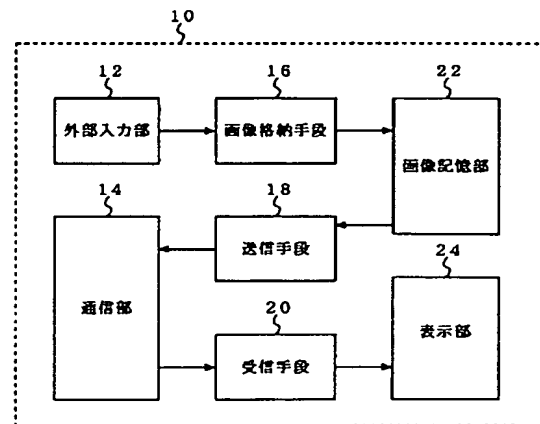 10
12
16
22
外部入力部
画像格納手段
画像記憶部
14
18
24
通信部
送信手段
表示部
20
受信手段